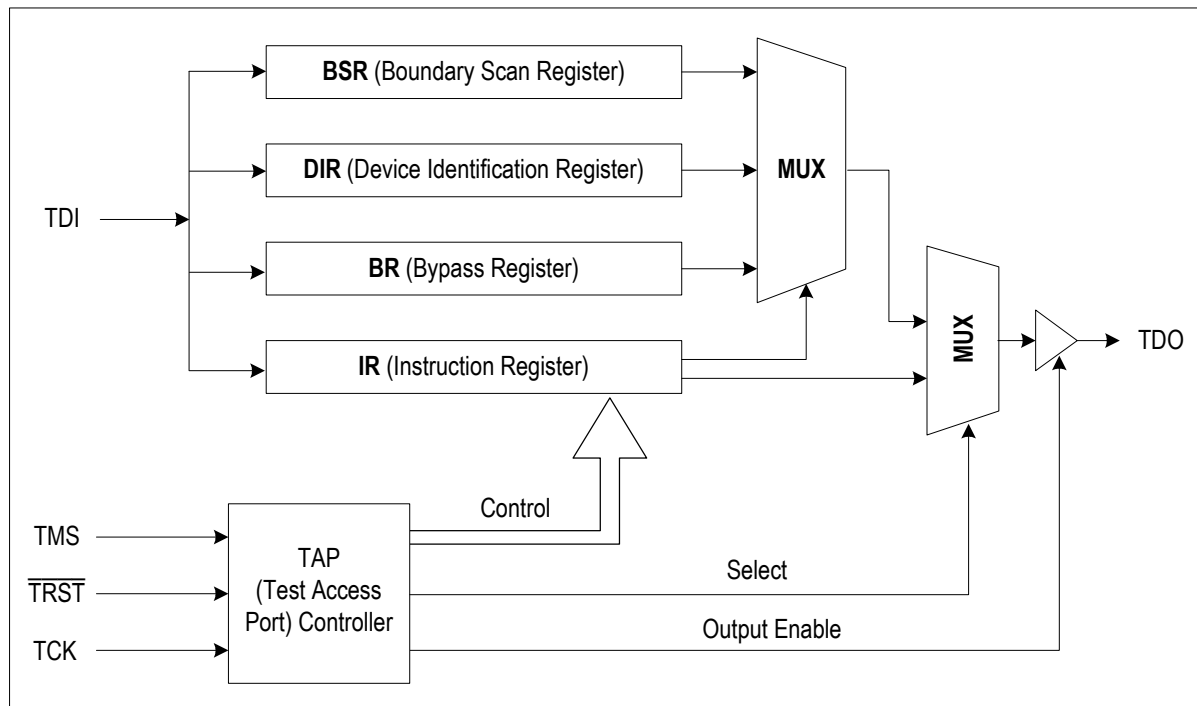 BSR (Boundary Scan Register)
DIR (Device Identification Register)
MUX
TDI
BR (Bypass Register)
MUX
TDO
IR (Instruction Register)
Control
TMS
TAP
(Test Access
Port) Controller
TRST
Select
TCK
Output Enable